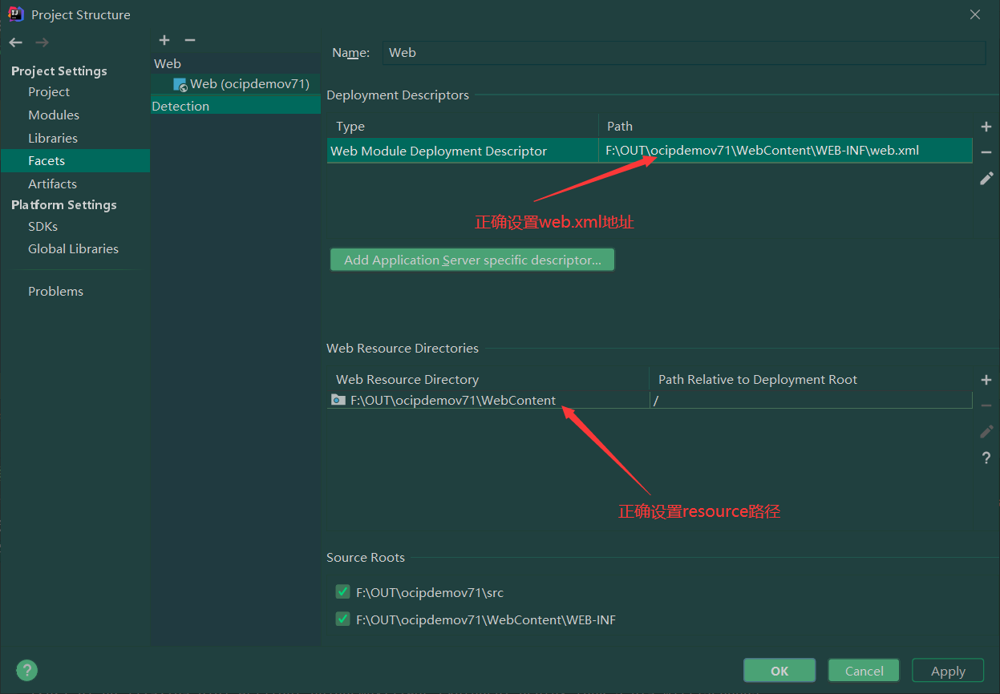 Project Structure
Project Settings
Project
Modules
Libraries
Facets
Artifacts
Platform Settings
SDKs
Global Libraries
Problems
Web
Web (ocipdemov71)
Detection
Name: Web
Deployment Descriptors
Type Path
Web Module Deployment Descriptor F:\OUT\ocipdemov71\WebContent\WEB-INF\web.xml
正确设置web.xml地址
Add Application Server specific descriptor...
Web Resource Directories
Web Resource Directory Path Relative to Deployment Root
F:\OUT\ocipdemov71\WebContent /
正确设置resource路径
Source Roots
F:\OUT\ocipdemov71\src
F:\OUT\ocipdemov71\WebContent\WEB-INF
OK Cancel Apply